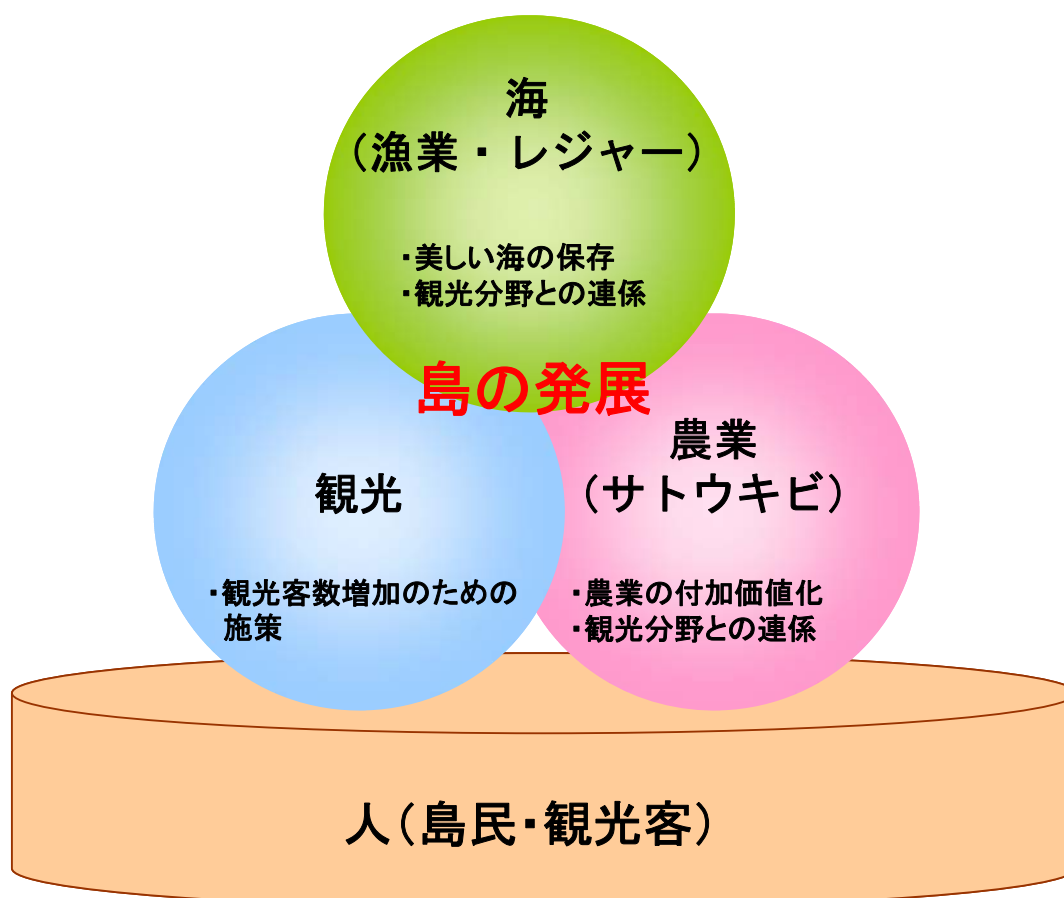 海
（漁業・レジャー）
・美しい海の保存
・観光分野との連係
島の発展
観光
・観光客数増加のための
施策
農業
（サトウキビ）
・農業の付加価値化
・観光分野との連係
人（島民・観光客）